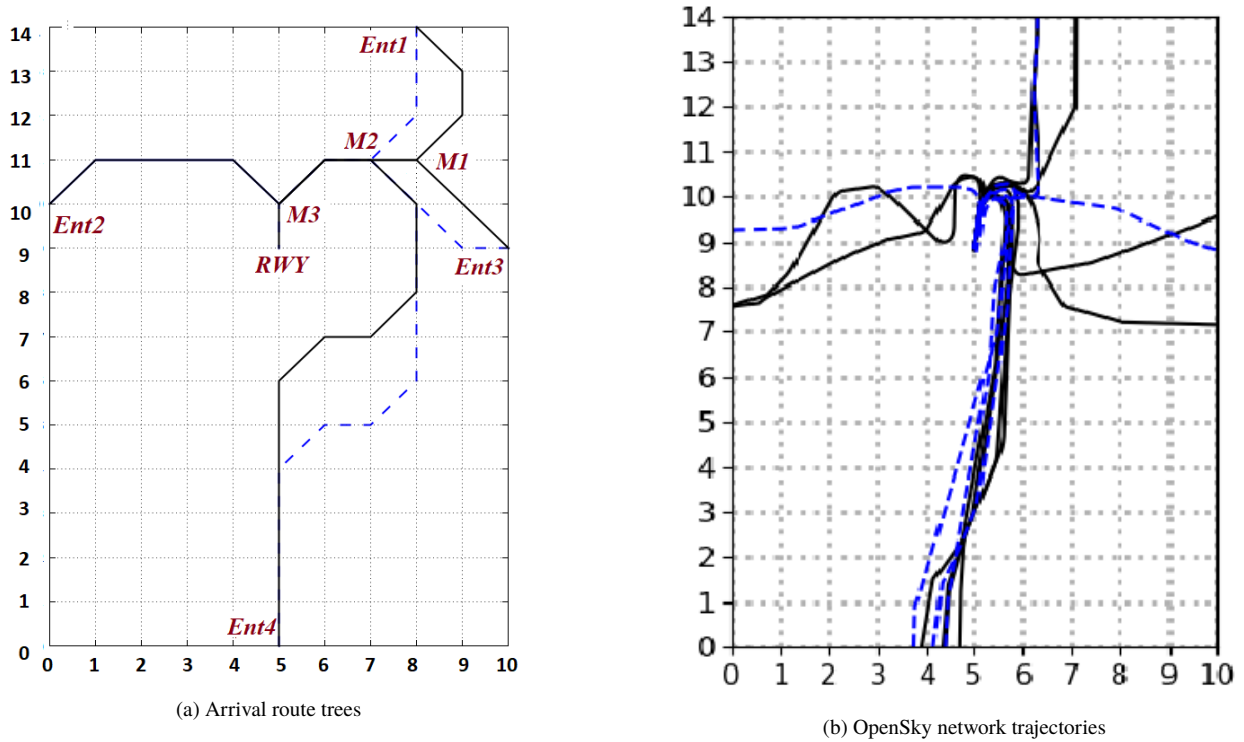 14
Ent1
13
12
M2
11
M1
10
M3
Ent2
9
RWY
Ent3
8
7
6
5
4
3
2
1
Ent4
0
0 1 2 3 4 5 6 7 8 9 10
(a) Arrival route trees
14
13
12
11
10
9
8
7
6
5
4
3
2
1
0
0 1 2 3 4 5 6 7 8 9 10
(b) OpenSky network trajectories